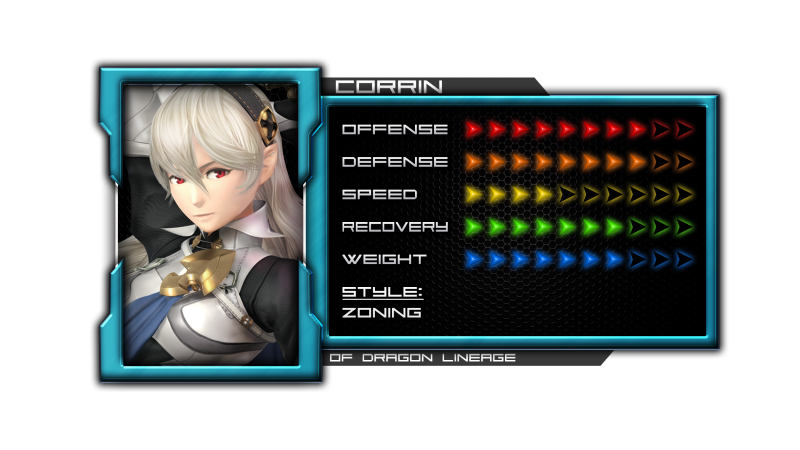 CORRIN
OFFENSE
DEFENSE
SPEED
RECOVERY
WEIGHT
STYLE:
ZONING
OF DRAGON LINEAGE